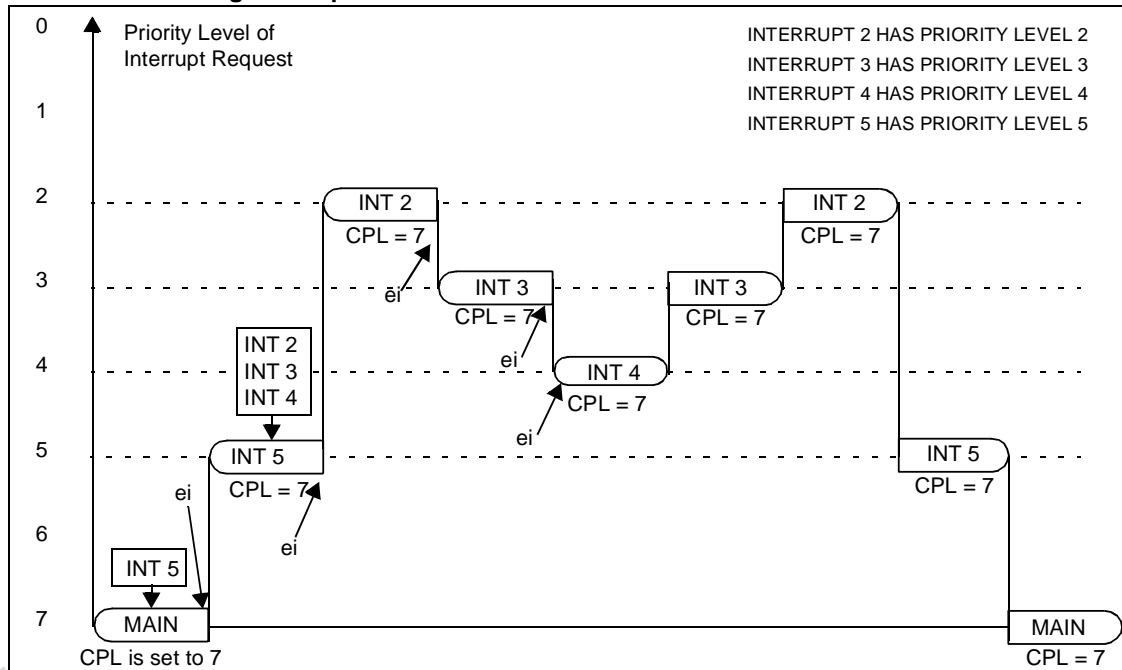 0
Priority Level of
Interrupt Request
INTERRUPT 2 HAS PRIORITY LEVEL 2
INTERRUPT 3 HAS PRIORITY LEVEL 3
INTERRUPT 4 HAS PRIORITY LEVEL 4
INTERRUPT 5 HAS PRIORITY LEVEL 5
1
2
INT 2
CPL = 7
INT 2
CPL = 7
ei
3
INT 3
CPL = 7
INT 3
CPL = 7
ei
INT 2
INT 3
INT 4
4
INT 4
CPL = 7
ei
5
INT 5
CPL = 7
INT 5
CPL = 7
ei
ei
6
INT 5
7
MAIN
CPL is set to 7
MAIN
CPL = 7